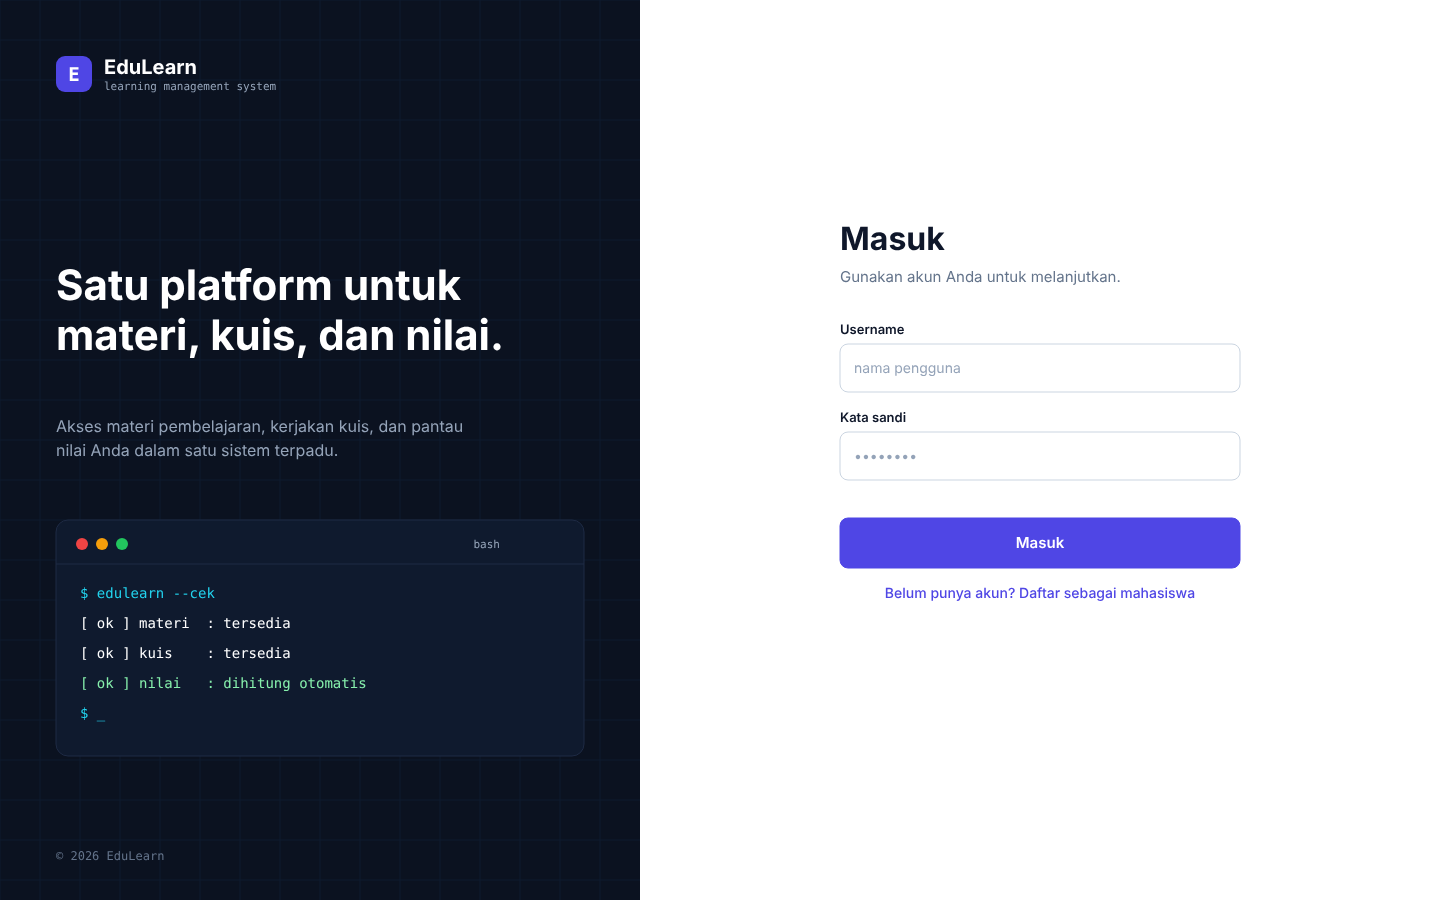 E
EduLearn
learning management system
Satu platform untuk
materi, kuis, dan nilai.
Akses materi pembelajaran, kerjakan kuis, dan pantau
nilai Anda dalam satu sistem terpadu.
bash
$ edulearn --cek
[ ok ] materi  : tersedia
[ ok ] kuis    : tersedia
[ ok ] nilai   : dihitung otomatis
$ _
© 2026 EduLearn
Masuk
Gunakan akun Anda untuk melanjutkan.
Username
nama pengguna
Kata sandi
••••••••
Masuk
Belum punya akun? Daftar sebagai mahasiswa